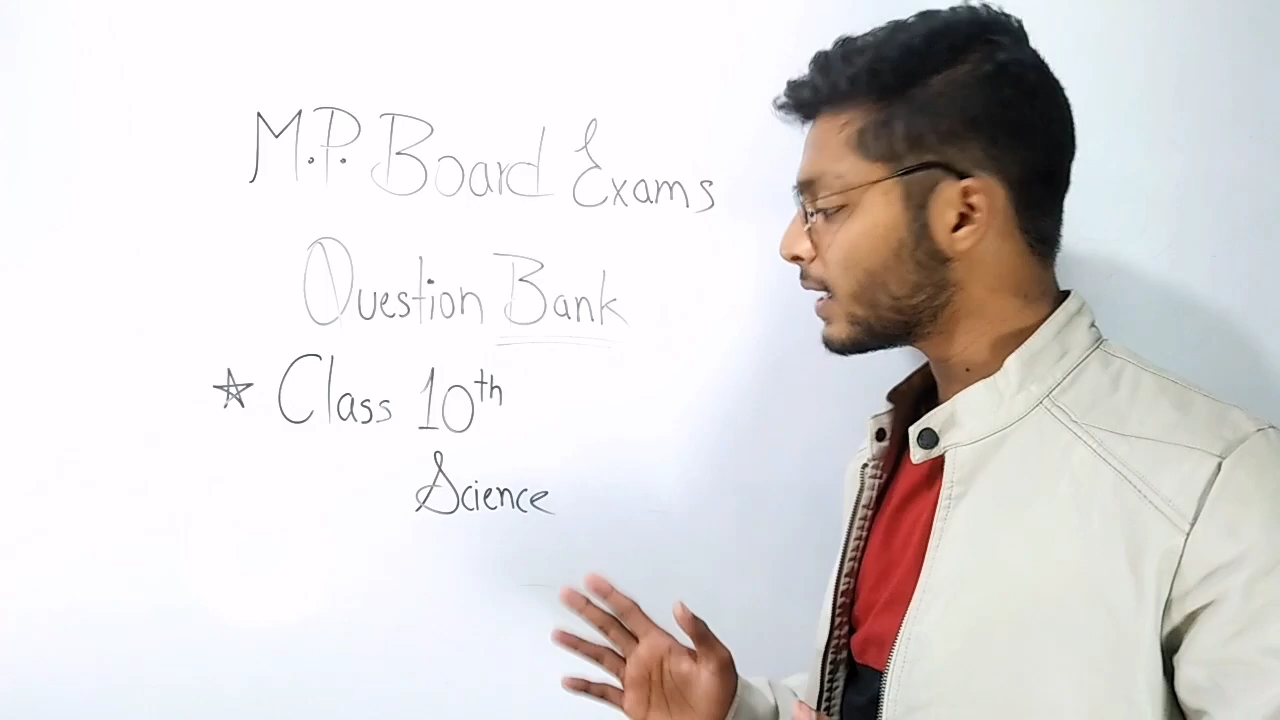 M.P. Board Exams
Question Bank
☆ Class 10th
Science